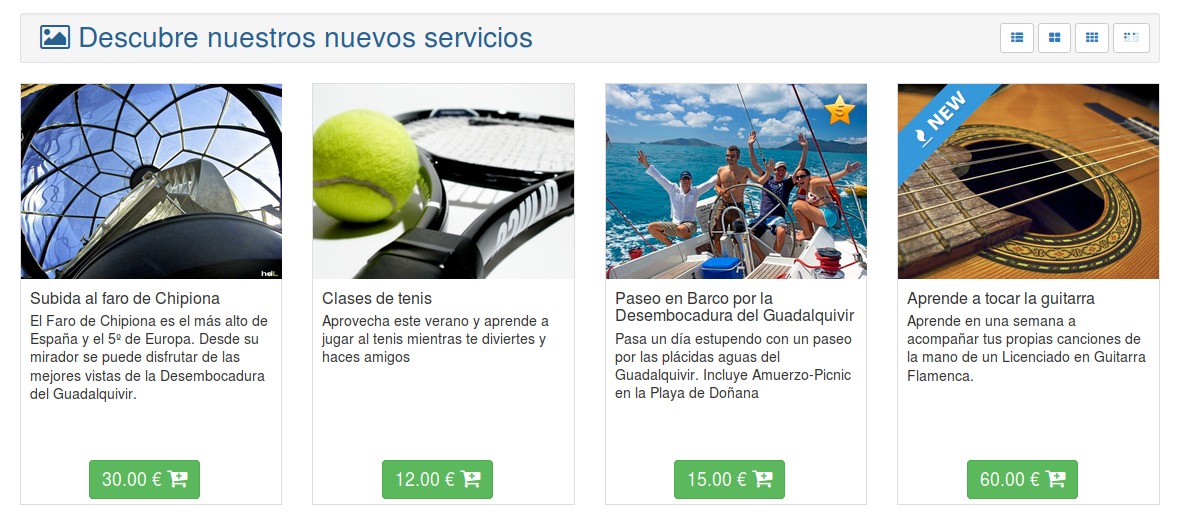 Descubre nuestros nuevos servicios
heli...
NEW
Subida al faro de Chipiona
El Faro de Chipiona es el más alto de
España y el 5º de Europa. Desde su
mirador se puede disfrutar de las
mejores vistas de la Desembocadura
del Guadalquivir.
30.00 €
Clases de tenis
Aprovecha este verano y aprende a
jugar al tenis mientras te diviertes y
haces amigos
12.00 €
Paseo en Barco por la
Desembocadura del Guadalquivir
Pasa un día estupendo con un paseo
por las plácidas aguas del
Guadalquivir. Incluye Amuerzo-Picnic
en la Playa de Doñana
15.00 €
Aprende a tocar la guitarra
Aprende en una semana a
acompañar tus propias canciones de
la mano de un Licenciado en Guitarra
Flamenca.
60.00 €